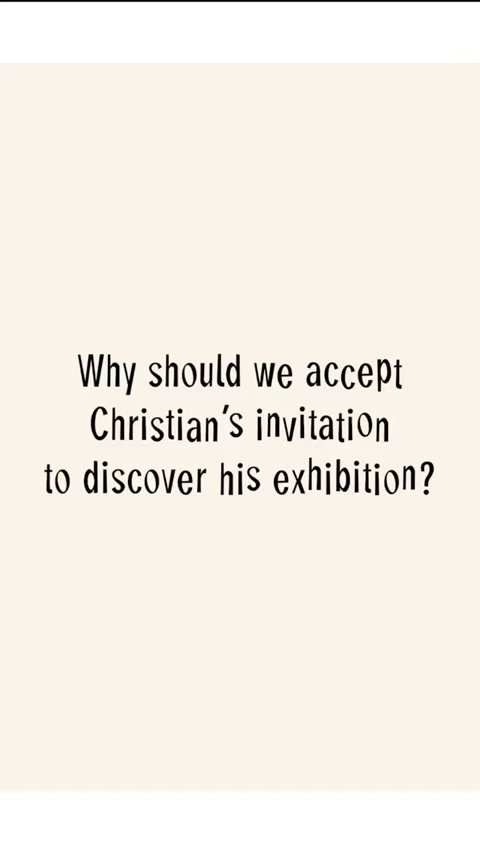 Why should we accept
Christian's invitation
to discover his exhibition?